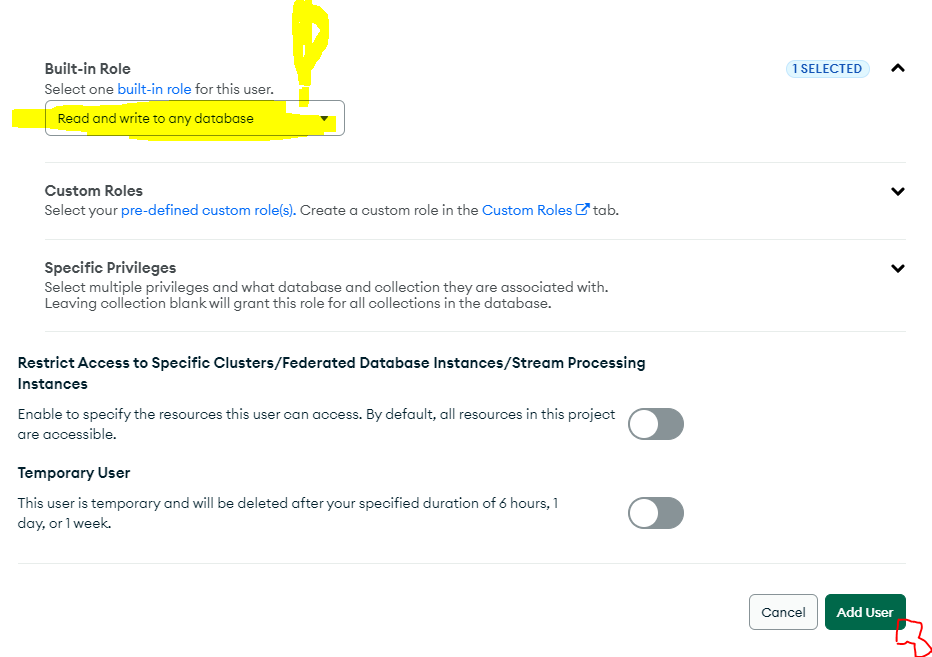 Built-in Role
1 SELECTED
Select one built-in role for this user.
Read and write to any database
Custom Roles
Select your pre-defined custom role(s). Create a custom role in the Custom Roles tab.
Specific Privileges
Select multiple privileges and what database and collection they are associated with.
Leaving collection blank will grant this role for all collections in the database.
Restrict Access to Specific Clusters/Federated Database Instances/Stream Processing
Instances
Enable to specify the resources this user can access. By default, all resources in this project
are accessible.
Temporary User
This user is temporary and will be deleted after your specified duration of 6 hours, 1
day, or 1 week.
Cancel
Add User